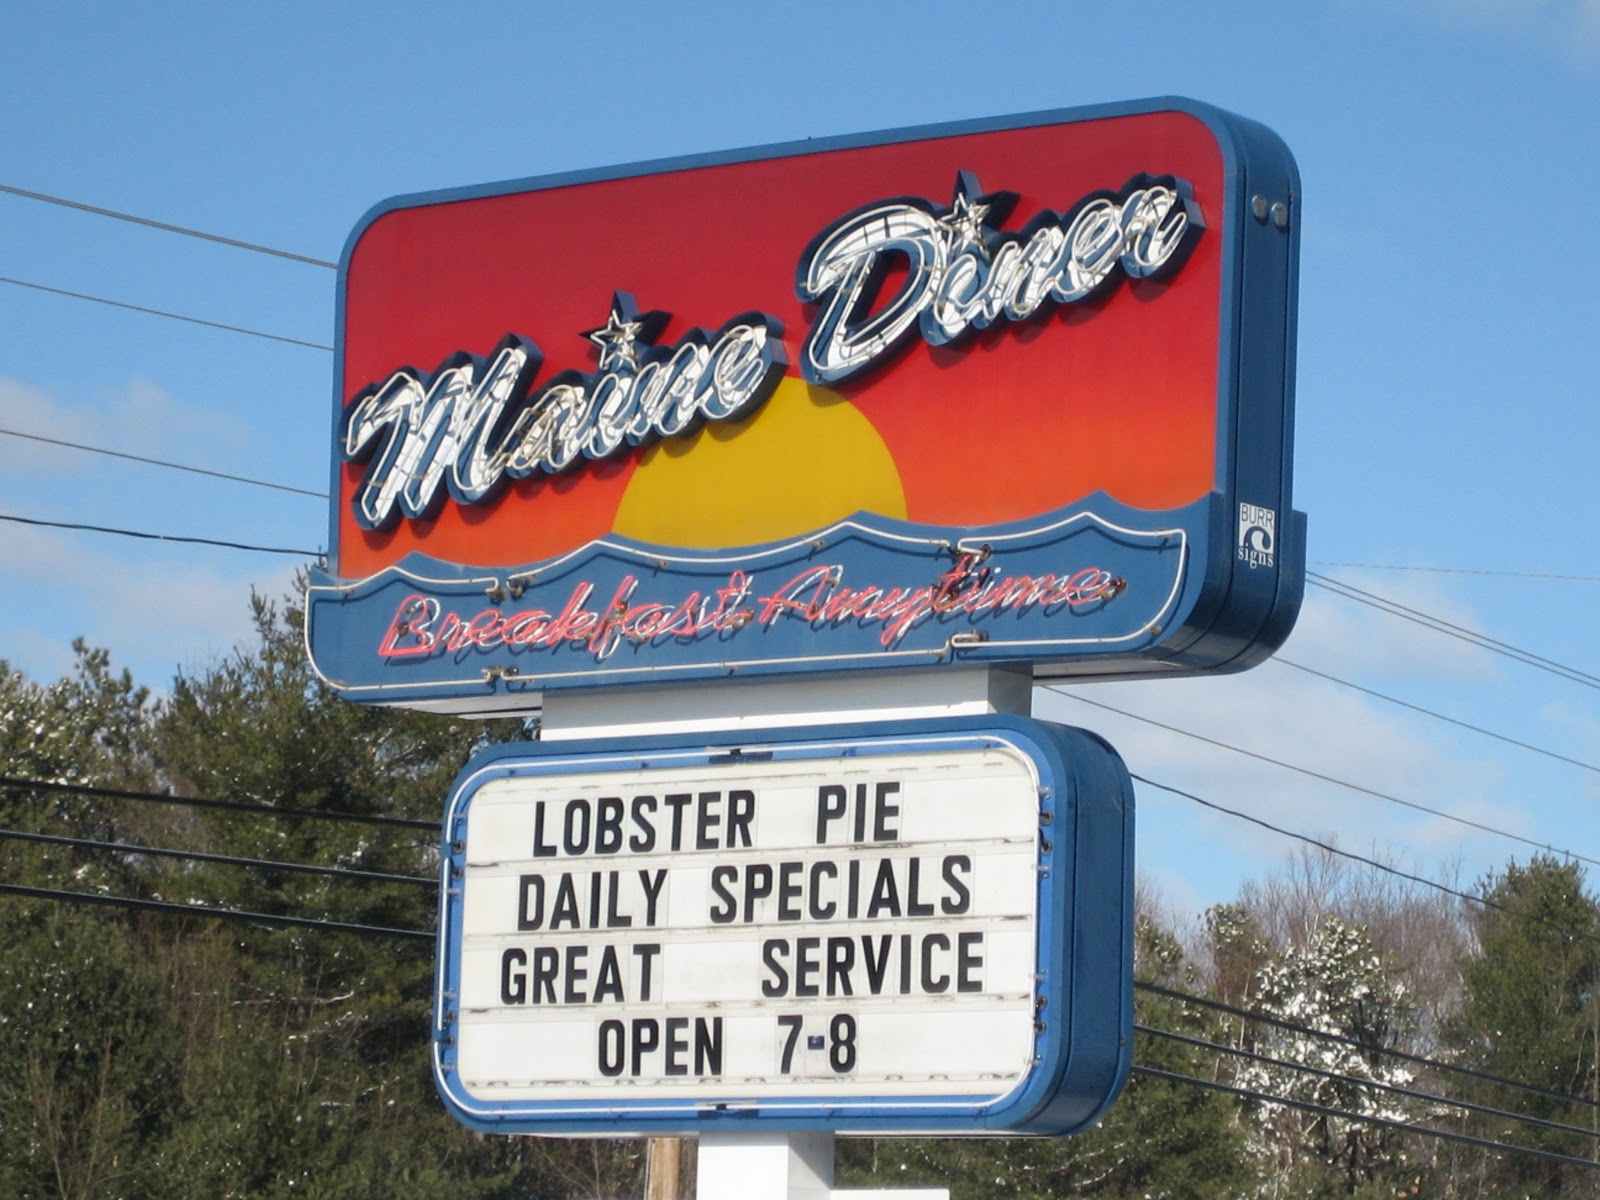 Maine Diner
Breakfast Anytime
BURR
signs
LOBSTER PIE
DAILY SPECIALS
GREAT SERVICE
OPEN 7-8